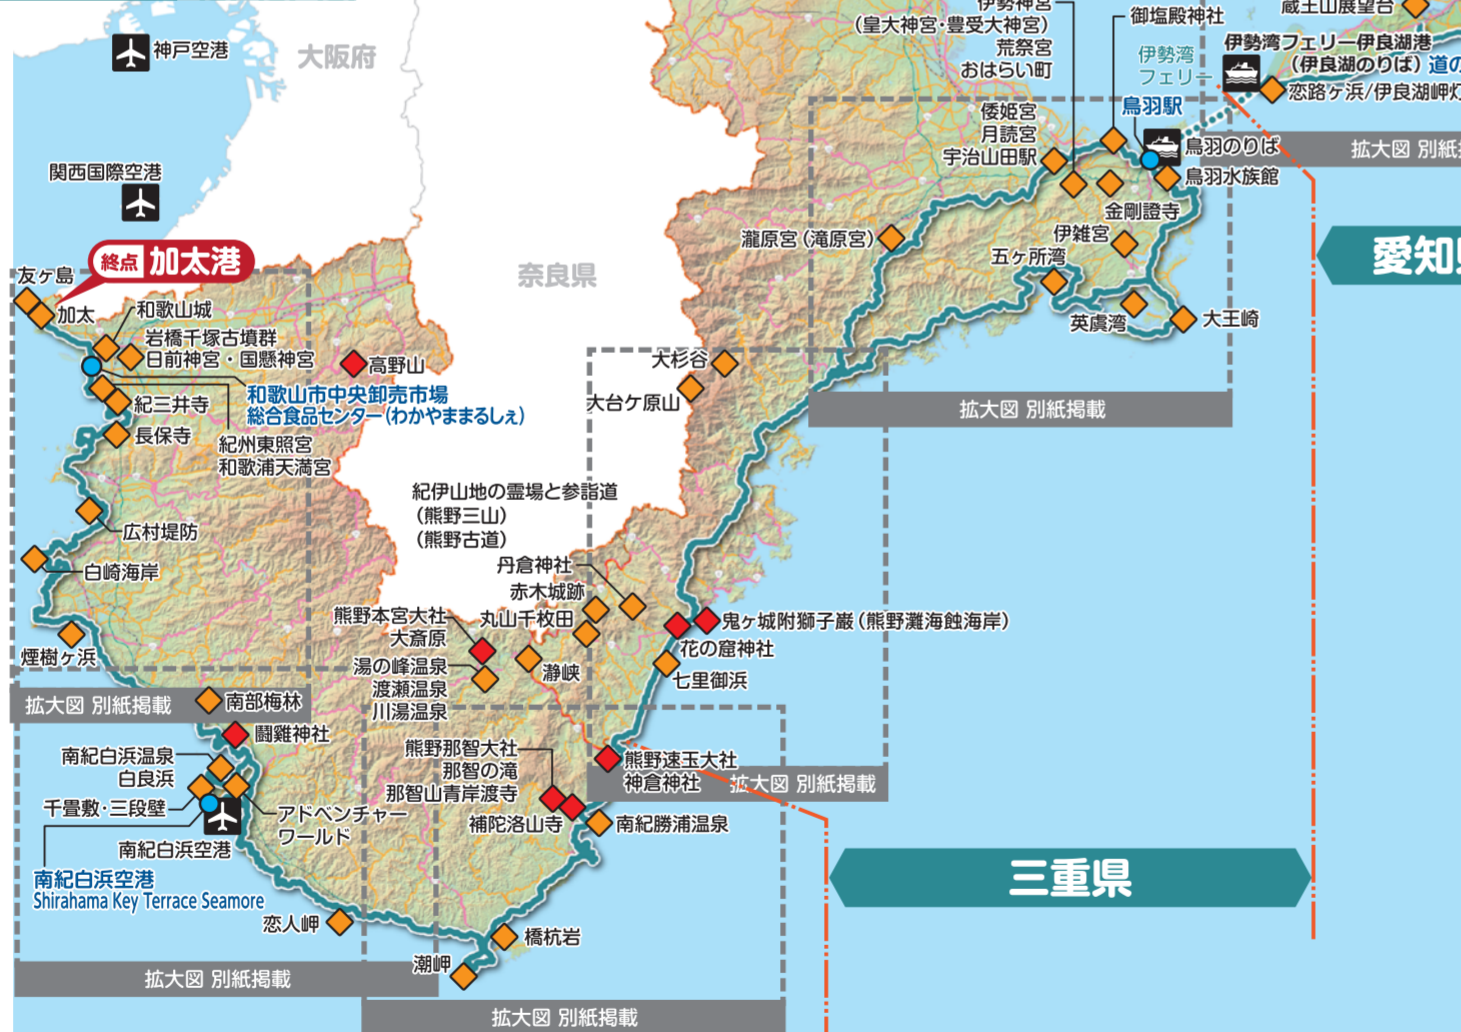 伊勢神宮
(皇大神宮・豊受大神宮)
荒祭宮
おはらい町
御塩殿神社
蔵王山展望台
伊勢湾
フェリー
伊勢湾フェリー伊良湖港
(伊良湖のりば)
道の
恋路ヶ浜/伊良湖岬灯
神戸空港
大阪府
関西国際空港
倭姫宮
月読宮
宇治山田駅
鳥羽駅
鳥羽のりば
鳥羽水族館
拡大図 別紙
金剛證寺
伊雑宮
瀧原宮(滝原宮)
五ヶ所湾
英虞湾
大王崎
愛知
奈良県
終点 加太港
友ヶ島
加太
和歌山城
岩橋千塚古墳群
日前神宮・国懸神宮
高野山
和歌山市中央卸売市場
総合食品センター(わかやままるしぇ)
紀三井寺
長保寺
紀州東照宮
和歌浦天満宮
大杉谷
大台ケ原山
拡大図 別紙掲載
紀伊山地の霊場と参詣道
(熊野三山)
(熊野古道)
広村堤防
白崎海岸
煙樹ヶ浜
丹倉神社
赤木城跡
丸山千枚田
熊野本宮大社
大斎原
湯の峰温泉
渡瀬温泉
川湯温泉
瀞峡
鬼ヶ城附獅子巌(熊野灘海蝕海岸)
花の窟神社
七里御浜
拡大図 別紙掲載
南部梅林
闘雞神社
南紀白浜温泉
白良浜
千畳敷・三段壁
アドベンチャー
ワールド
南紀白浜空港
南紀白浜空港
Shirahama Key Terrace Seamore
熊野那智大社
那智の滝
那智山青岸渡寺
補陀洛山寺
熊野速玉大社
神倉神社
拡大図 別紙掲載
南紀勝浦温泉
三重県
恋人岬
橋杭岩
潮岬
拡大図 別紙掲載
拡大図 別紙掲載